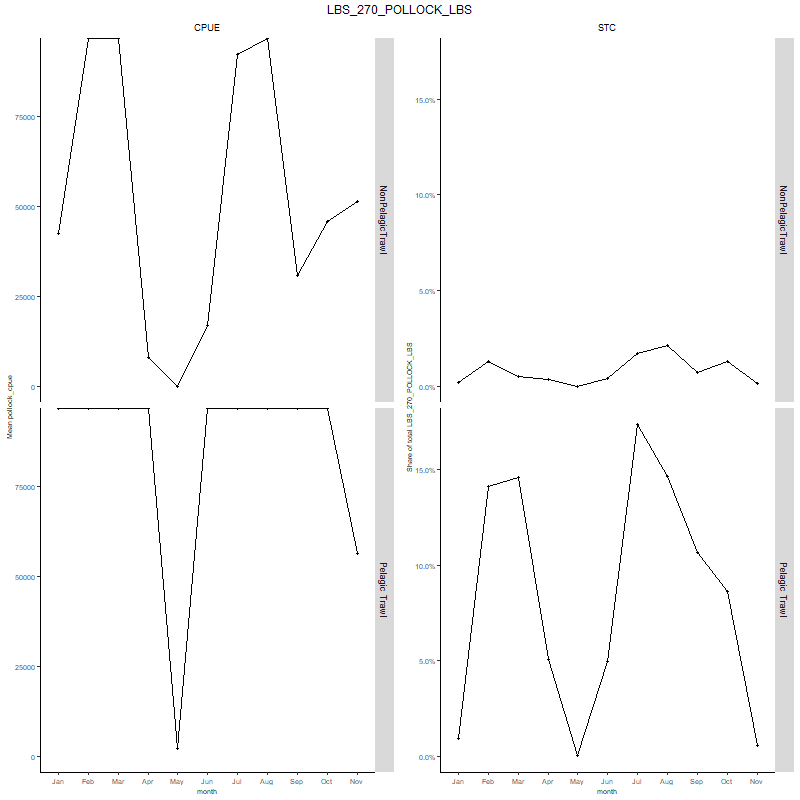 LBS_270_POLLOCK_LBS
CPUE
STC
75000
50000
25000
0
NonPelagicTrawl
15.0%
10.0%
5.0%
0.0%
NonPelagicTrawl
Mean pollock_cpue
75000
50000
25000
0
Pelagic Trawl
Share of total LBS_270_POLLOCK_LBS
15.0%
10.0%
5.0%
0.0%
Pelagic Trawl
Jan Feb Mar Apr May Jun Jul Aug Sep Oct Nov
month
Jan Feb Mar Apr May Jun Jul Aug Sep Oct Nov
month